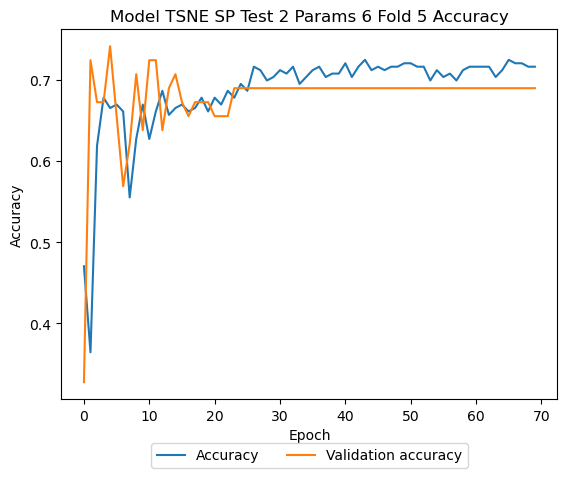 Model TSNE SP Test 2 Params 6 Fold 5 Accuracy
Accuracy
0.7
0.6
0.5
0.4
0 10 20 30 40 50 60 70
Epoch
Accuracy Validation accuracy